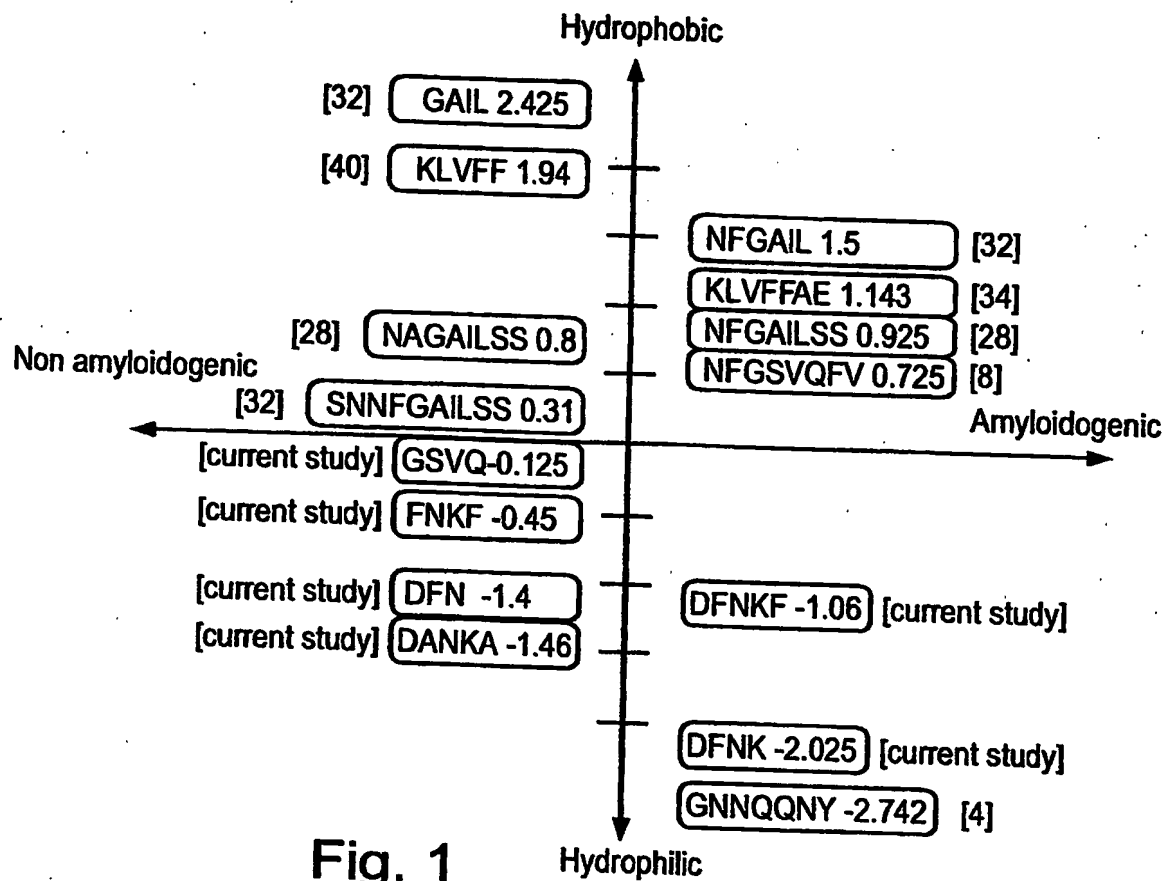 Hydrophobic
[32] GAIL 2.425
[40] KLVFF 1.94
NFGAIL 1.5 [32]
KLVFFAE 1.143 [34]
[28] NAGAILSS 0.8
NFGAILSS 0.925 [28]
Non amyloidogenic
NFGSVQFV 0.725 [8]
[32] SNNFGAILSS 0.31
Amyloidogenic
[current study] GSVQ-0.125
[current study] FNKF -0.45
[current study] DFN -1.4
DFNKF -1.06 [current study]
[current study] DANKA -1.46
DFNK -2.025 [current study]
GNNQQNY -2.742 [4]
Fig. 1
Hydrophilic